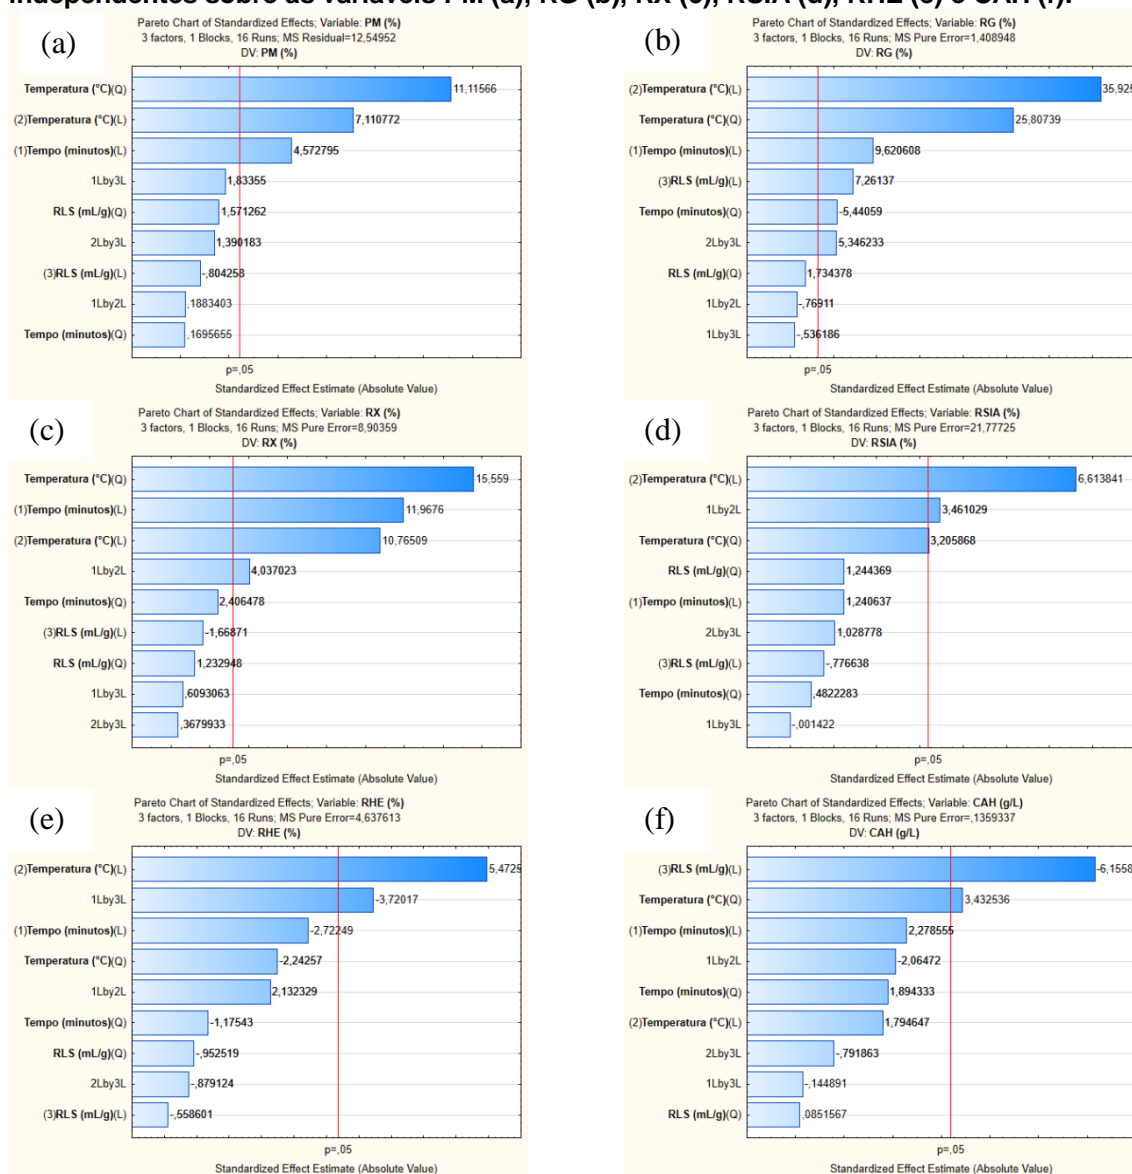 independentes sobre as variáveis PM (a), RG (b), RX (c), RSIA (d), RHE (e) e CAH (f).
(a)
Pareto Chart of Standardized Effects; Variable: PM (%)
3 factors, 1 Blocks, 16 Runs; MS Residual=12,54952
DV: PM (%)
Temperatura (°C)(Q) 11,11566
(2)Temperatura (°C)(L) 7,110772
(1)Tempo (minutos)(L) 4,572795
1Lby3L 1,83355
RLS (mL/g)(Q) 1,571262
2Lby3L 1,390183
(3)RLS (mL/g)(L) -,804258
1Lby2L ,1883403
Tempo (minutos)(Q) ,1695655
p=,05
Standardized Effect Estimate (Absolute Value)
(b)
Pareto Chart of Standardized Effects; Variable: RG (%)
3 factors, 1 Blocks, 16 Runs; MS Pure Error=1,408948
DV: RG (%)
(2)Temperatura (°C)(L) 35,925
Temperatura (°C)(Q) 25,80739
(1)Tempo (minutos)(L) 9,620608
(3)RLS (mL/g)(L) 7,26137
Tempo (minutos)(Q) -5,44059
2Lby3L 5,346233
RLS (mL/g)(Q) 1,734378
1Lby2L -,76911
1Lby3L -,536186
p=,05
Standardized Effect Estimate (Absolute Value)
(c)
Pareto Chart of Standardized Effects; Variable: RX (%)
3 factors, 1 Blocks, 16 Runs; MS Pure Error=8,90359
DV: RX (%)
Temperatura (°C)(Q) 15,559
(1)Tempo (minutos)(L) 11,9676
(2)Temperatura (°C)(L) 10,76509
1Lby2L 4,037023
Tempo (minutos)(Q) 2,406478
(3)RLS (mL/g)(L) -1,66871
RLS (mL/g)(Q) 1,232948
1Lby3L ,6093063
2Lby3L ,3679933
p=,05
Standardized Effect Estimate (Absolute Value)
(d)
Pareto Chart of Standardized Effects; Variable: RSIA (%)
3 factors, 1 Blocks, 16 Runs; MS Pure Error=21,77725
DV: RSIA (%)
(2)Temperatura (°C)(L) 6,613841
1Lby2L 3,461029
Temperatura (°C)(Q) 3,205868
RLS (mL/g)(Q) 1,244369
(1)Tempo (minutos)(L) 1,240637
2Lby3L 1,028778
(3)RLS (mL/g)(L) -,776638
Tempo (minutos)(Q) ,4822283
1Lby3L -,001422
p=,05
Standardized Effect Estimate (Absolute Value)
(e)
Pareto Chart of Standardized Effects; Variable: RHE (%)
3 factors, 1 Blocks, 16 Runs; MS Pure Error=4,637613
DV: RHE (%)
(2)Temperatura (°C)(L) 5,4725
1Lby3L -3,72017
(1)Tempo (minutos)(L) -2,72249
Temperatura (°C)(Q) -2,24257
1Lby2L 2,132329
Tempo (minutos)(Q) -1,17543
RLS (mL/g)(Q) -,952519
2Lby3L -,879124
(3)RLS (mL/g)(L) -,558601
p=,05
Standardized Effect Estimate (Absolute Value)
(f)
Pareto Chart of Standardized Effects; Variable: CAH (g/L)
3 factors, 1 Blocks, 16 Runs; MS Pure Error=,1359337
DV: CAH (g/L)
(3)RLS (mL/g)(L) -6,1558
Temperatura (°C)(Q) 3,432536
(1)Tempo (minutos)(L) 2,278555
1Lby2L -2,06472
Tempo (minutos)(Q) 1,894333
(2)Temperatura (°C)(L) 1,794647
2Lby3L -,791863
1Lby3L -,144891
RLS (mL/g)(Q) ,0851567
p=,05
Standardized Effect Estimate (Absolute Value)